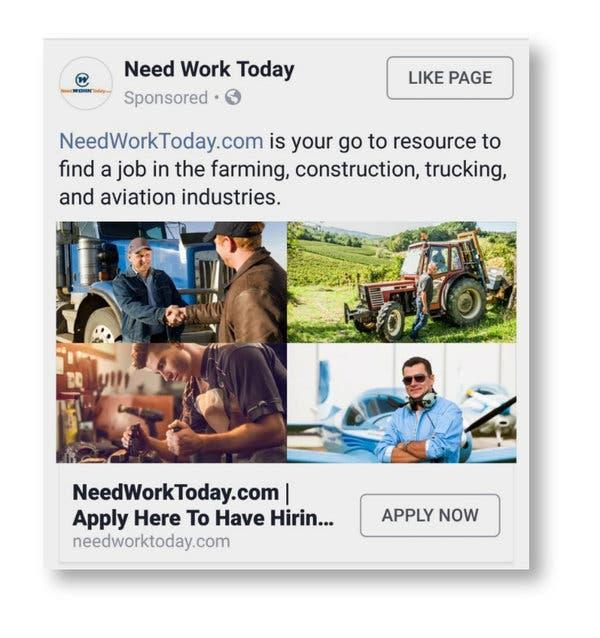 Need Work Today
LIKE PAGE
Sponsored ·
NeedWorkToday.com is your go to resource to
find a job in the farming, construction, trucking,
and aviation industries.
NeedWorkToday.com |
Apply Here To Have Hirin...
APPLY NOW
needworktoday.com